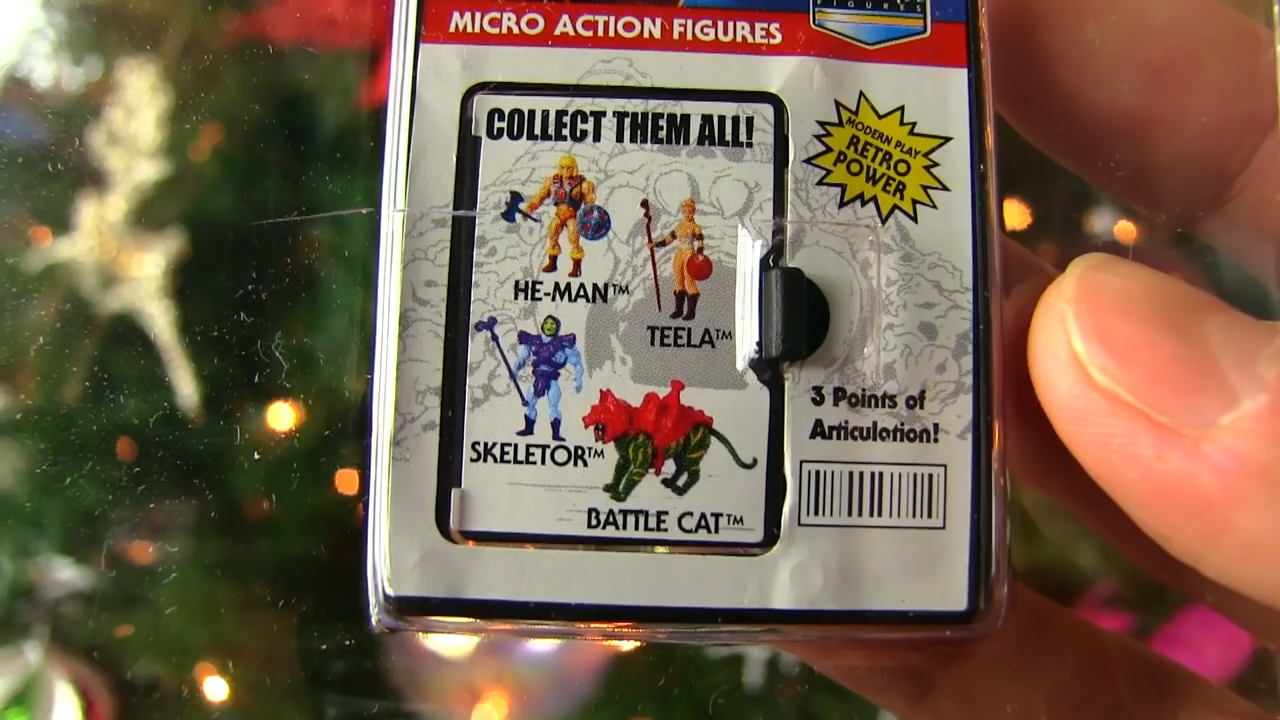 FIGURES
MICRO ACTION FIGURES
COLLECT THEM ALL!
MODERN PLAY
RETRO
POWER
HE-MAN™
TEELA™
SKELETOR™
BATTLE CAT™
3 Points of
Articulation!